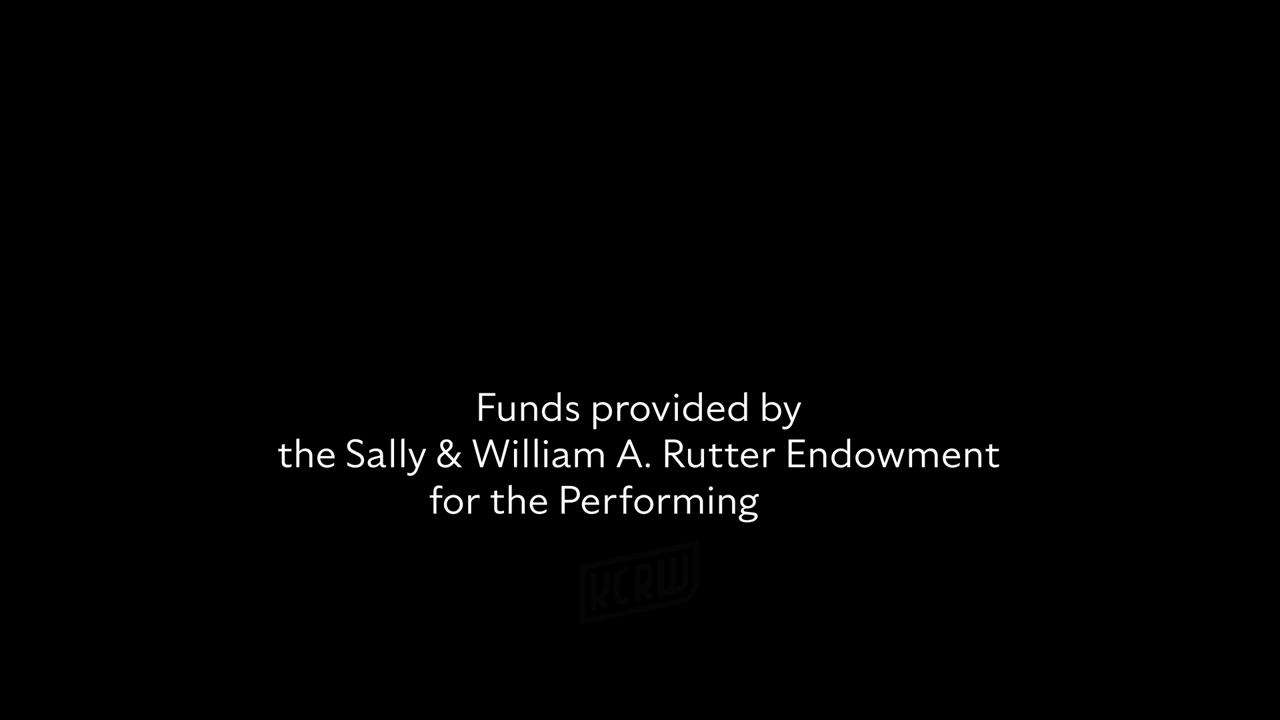 Funds provided by
the Sally & William A. Rutter Endowment
for the Performing
KCRW